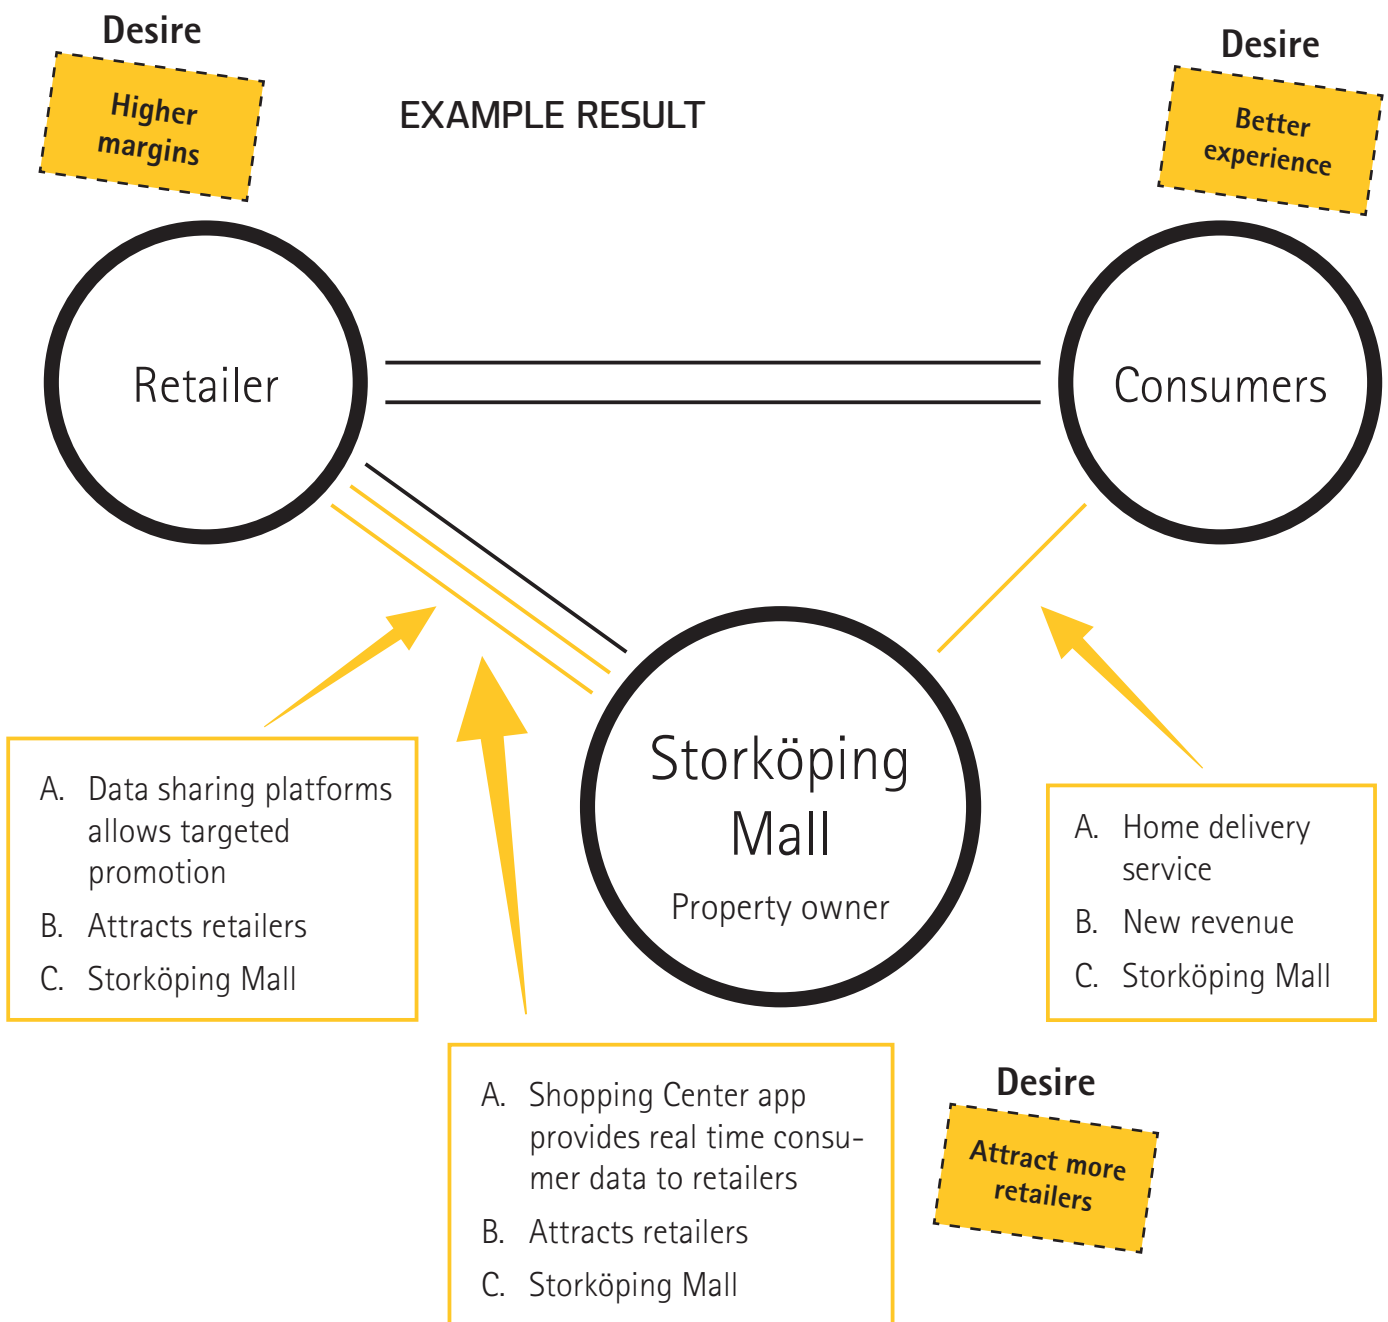 Desire
Higher
margins
EXAMPLE RESULT
Desire
Better
experience
Retailer
Consumers
Storköping
Mall
Property owner
A. Data sharing platforms
allows targeted
promotion
B. Attracts retailers
C. Storköping Mall
A. Home delivery
service
B. New revenue
C. Storköping Mall
A. Shopping Center app
provides real time consu-
mer data to retailers
B. Attracts retailers
C. Storköping Mall
Desire
Attract more
retailers